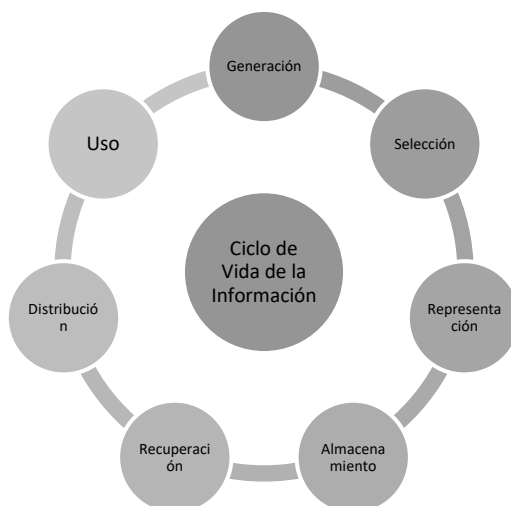 Generación
Selección
Representa
ción
Almacena
miento
Recuperaci
ón
Distribució
n
Uso
Ciclo de
Vida de la
Información